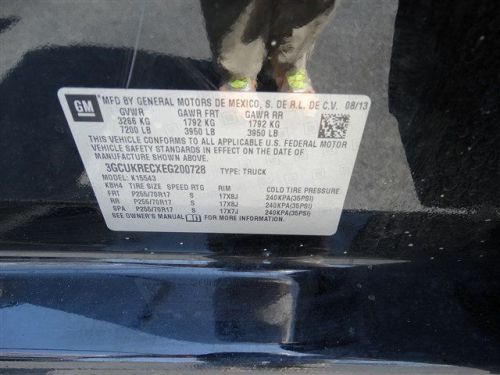 GM MFD BY GENERAL MOTORS DE MEXICO, S. DE R.L. DE C.V. 08/13
GVWR GAWR FRT GAWR RR
3266 KG 1792 KG 1792 KG
7200 LB 3950 LB 3950 LB
THIS VEHICLE CONFORMS TO ALL APPLICABLE U.S. FEDERAL MOTOR
VEHICLE SAFETY STANDARDS IN EFFECT ON THE DATE OF
MANUFACTURE SHOWN ABOVE.
3GCUKRECXEG200728 TYPE: TRUCK
MODEL: K15543
KBH4 TIRE SIZE SPEED RTG RIM COLD TIRE PRESSURE
FRT P255/70R17 S 17X8J 240KPA(35PSI)
RR P255/70R17 S 17X8J 240KPA(35PSI)
SPA P255/70R17 S 17X7J 240KPA(35PSI)
SEE OWNER'S MANUAL FOR MORE INFORMATION.